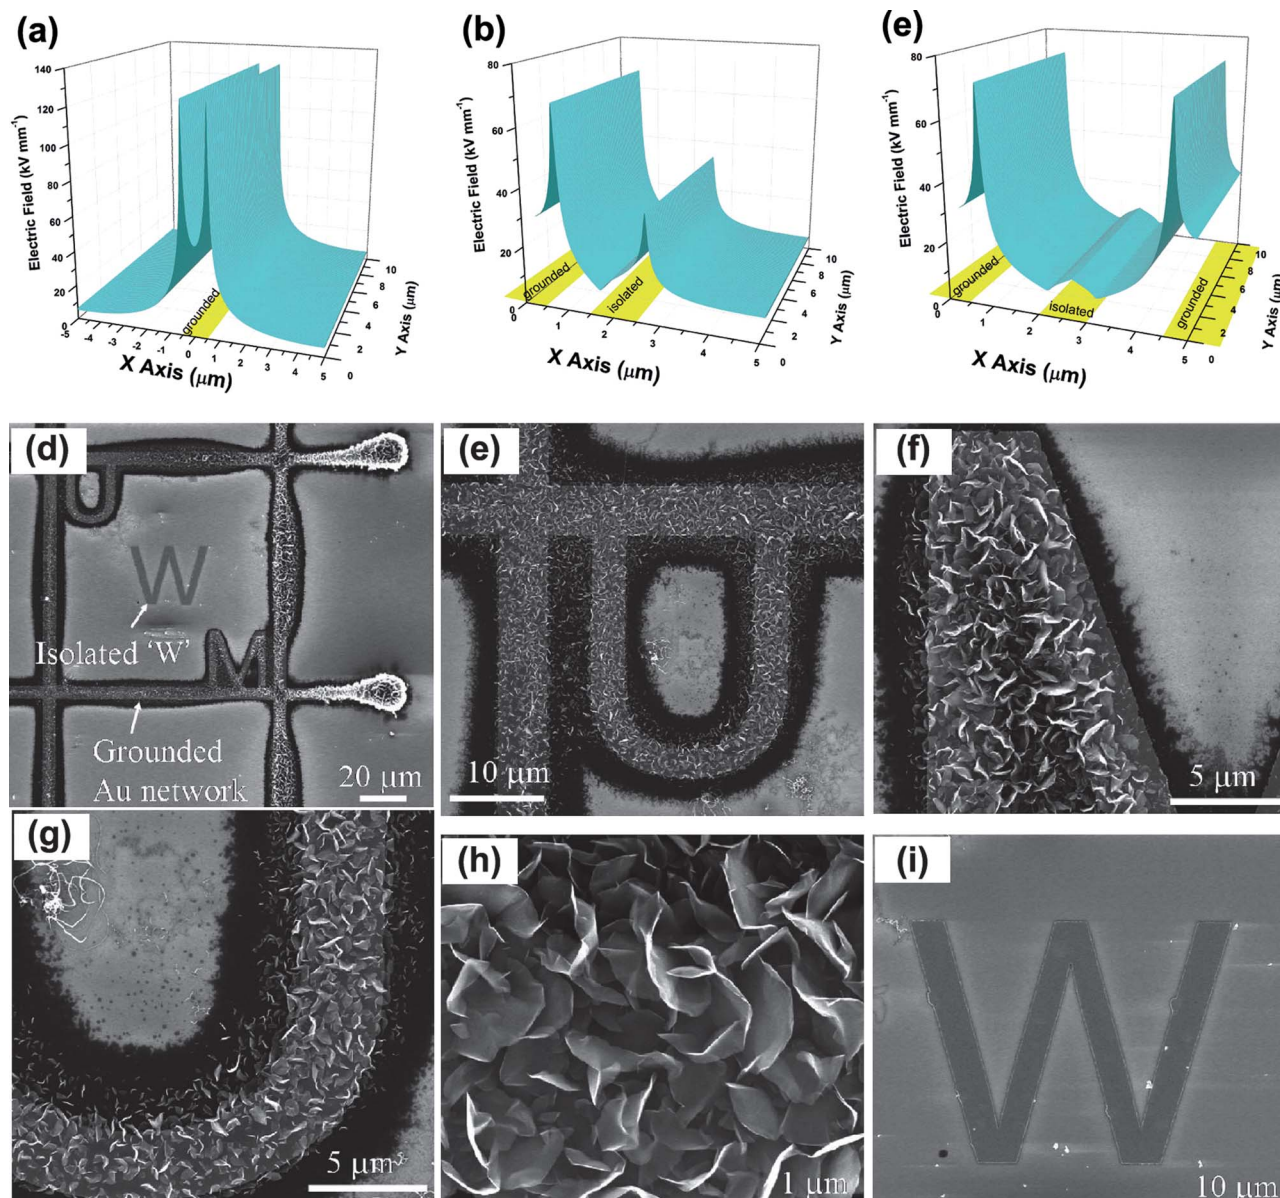 (a)
140
120
100
80
60
40
20
0
Electric Field (kV mm⁻¹)
-5 -4 -3 -2 -1 0 1 2 3 4 5
X Axis (μm)
0 2 4 6 8 10
Y Axis (μm)
grounded
(b)
80
60
40
20
0
Electric Field (kV mm⁻¹)
0 1 2 3 4 5
X Axis (μm)
0 2 4 6 8 10
Y Axis (μm)
grounded
isolated
(e)
80
60
40
20
0
Electric Field (kV mm⁻¹)
0 1 2 3 4 5
X Axis (μm)
0 2 4 6 8 10
Y Axis (μm)
grounded
isolated
grounded
(d)
U
W
Isolated 'W'
M
Grounded
Au network
20 μm
(e)
10 μm
(f)
5 μm
(g)
5 μm
(h)
1 μm
(i)
W
10 μm